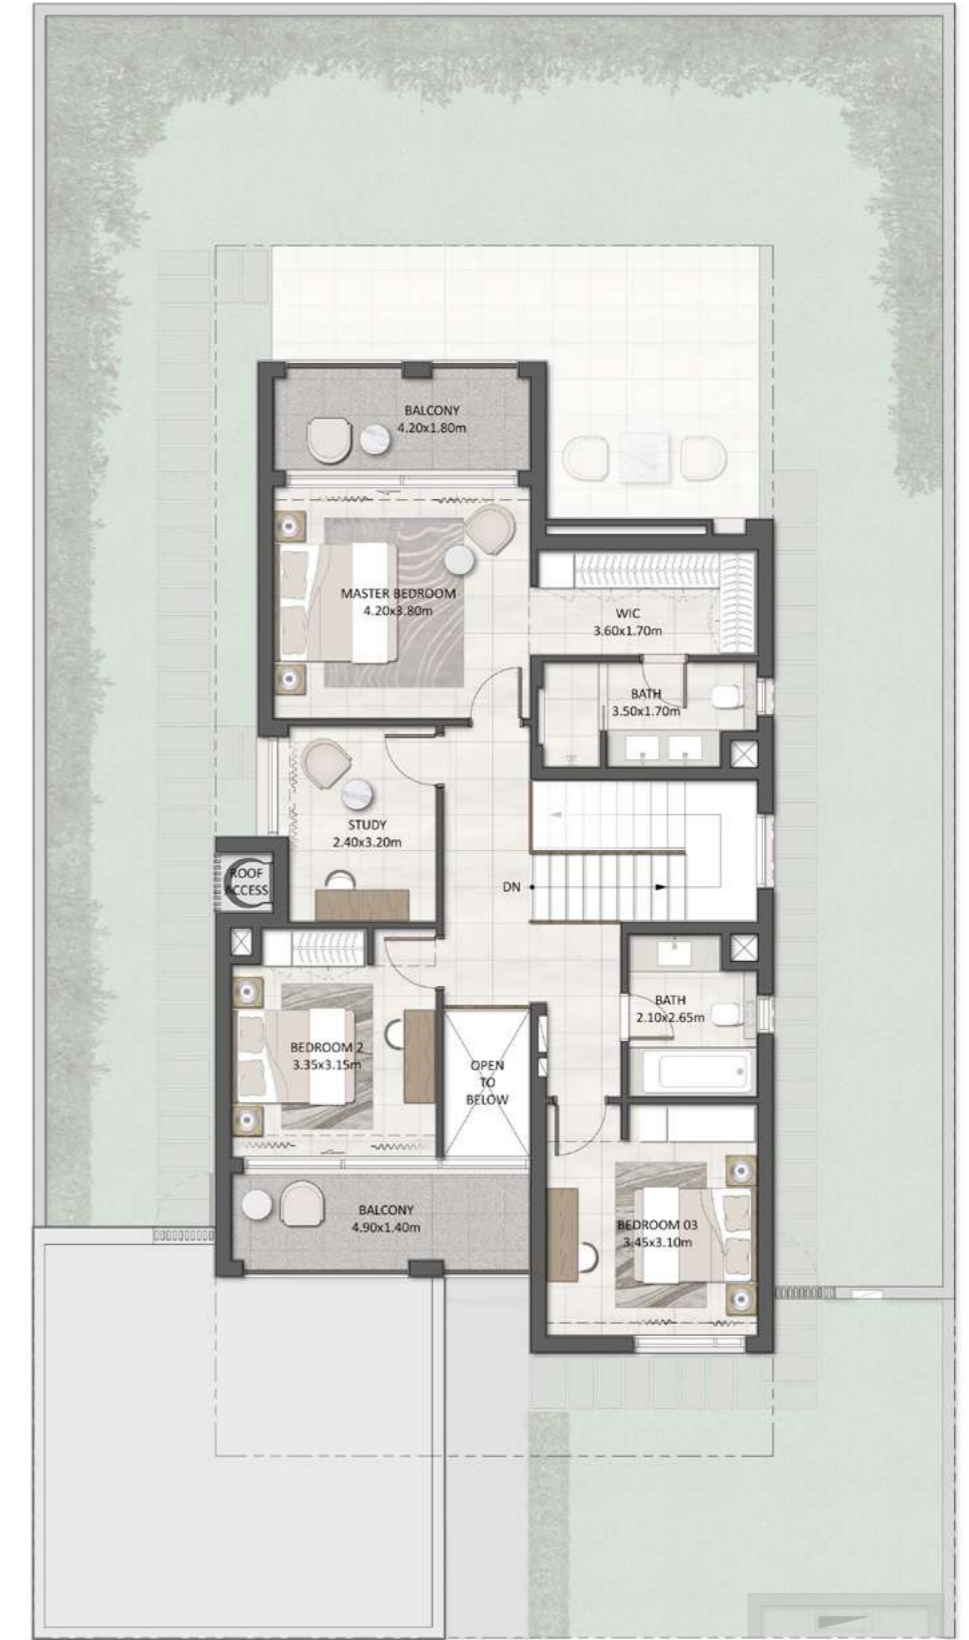 BALCONY
4.20x1.80m
MASTER BEDROOM
4.20x3.80m
WIC
3.60x1.70m
BATH
3.50x1.70m
STUDY
2.40x3.20m
ROOF
ACCESS
DN
BATH
2.10x2.65m
BEDROOM 2
3.35x3.15m
OPEN
TO
BELOW
BALCONY
4.90x1.40m
BEDROOM 03
3.45x3.10m